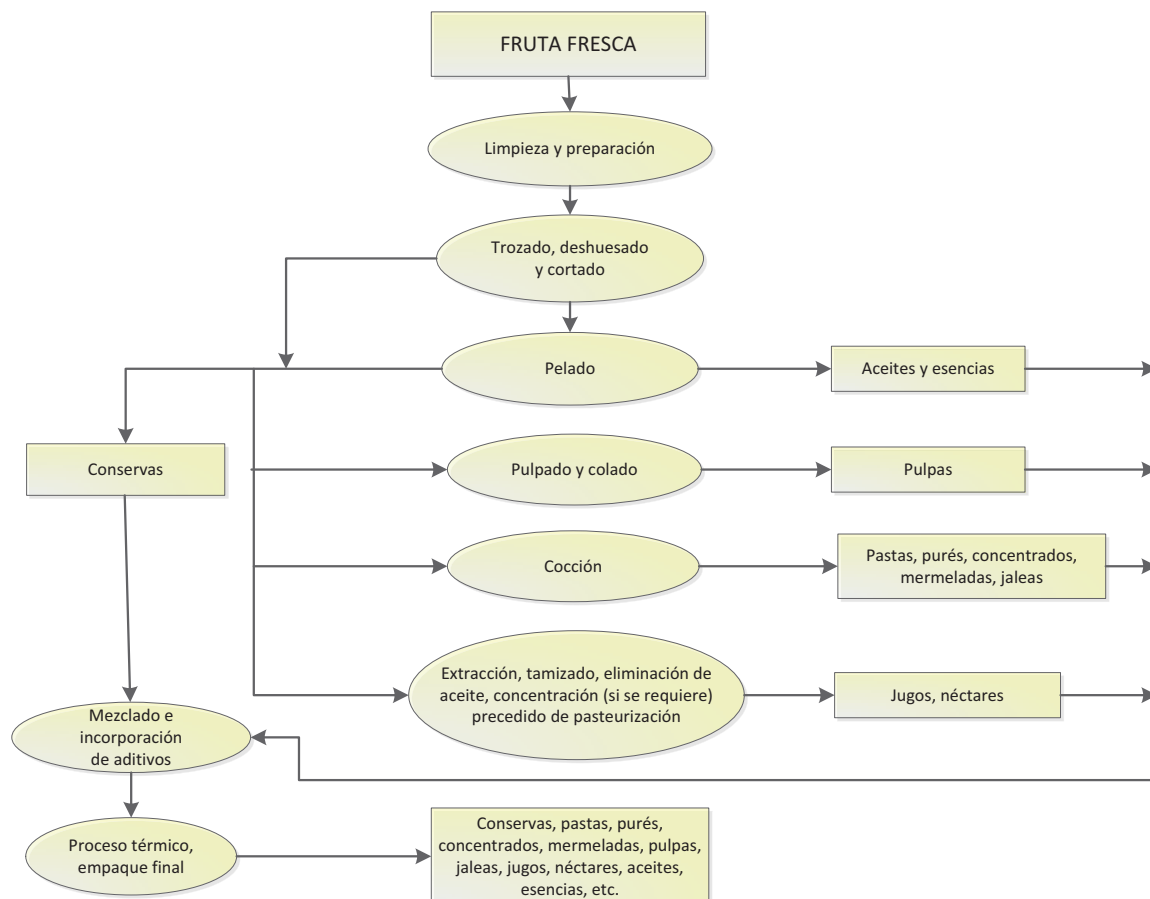 FRUTA FRESCA
Limpieza y preparación
Trozado, deshuesado
y cortado
Pelado
Aceites y esencias
Conservas
Pulpado y colado
Pulpas
Cocción
Pastas, purés, concentrados,
mermeladas, jaleas
Extracción, tamizado, eliminación de
aceite, concentración (si se requiere)
precedido de pasteurización
Jugos, néctares
Mezclado e
incorporación
de aditivos
Proceso térmico,
empaque final
Conservas, pastas, purés,
concentrados, mermeladas, pulpas,
jaleas, jugos, néctares, aceites,
esencias, etc.